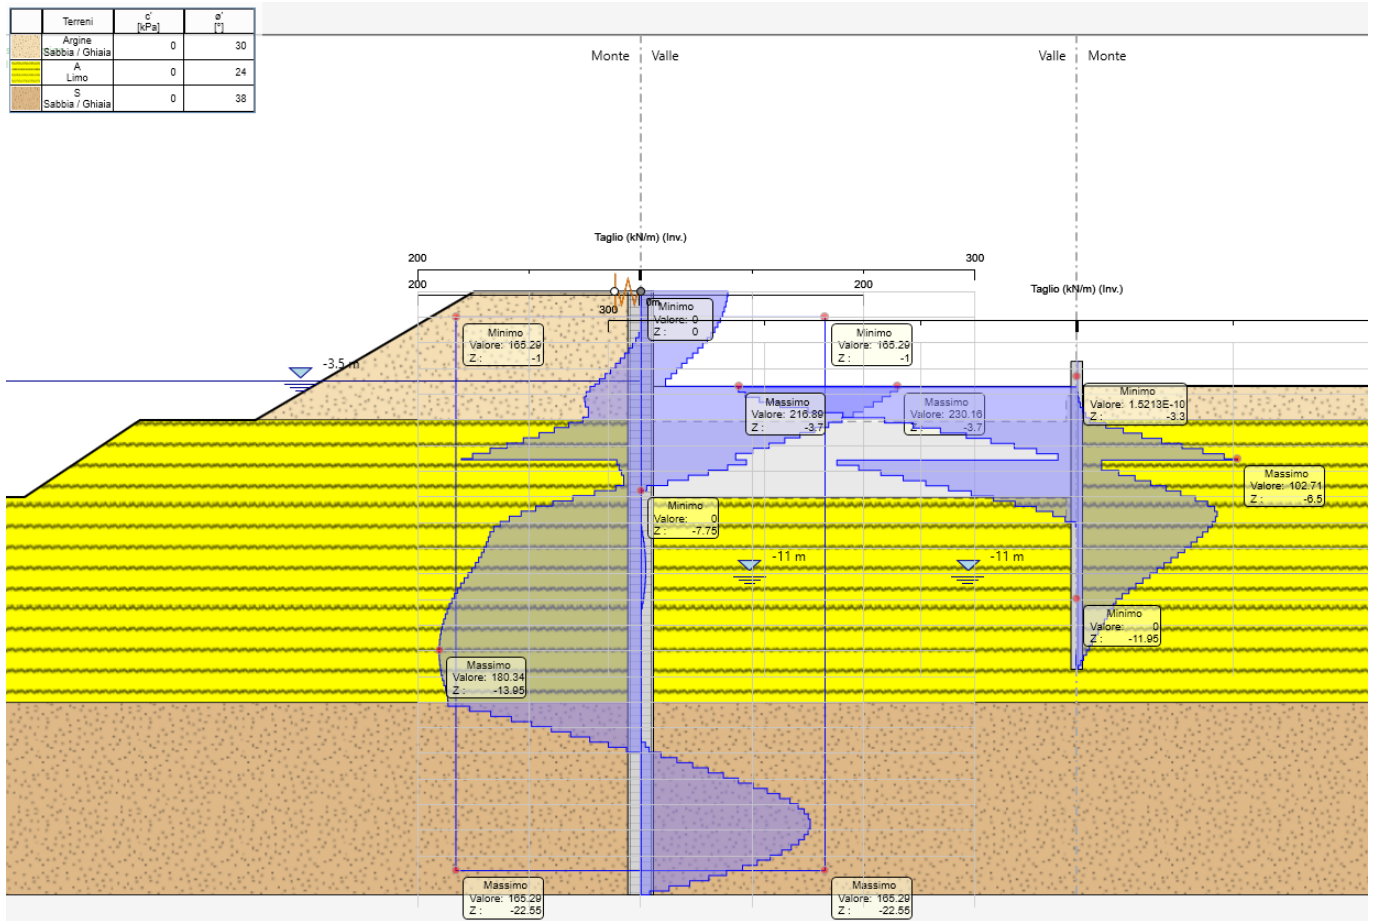 Terreni c' ø'
[kPa] [°]
Argine
Sabbia / Ghiaia 0 30
A
Limo 0 24
S
Sabbia / Ghiaia 0 38
Monte Valle
Valle Monte
Taglio (kN/m) (Inv.)
200 300
200 200
Taglio (kN/m) (Inv.)
300
0m
Minimo
Valore: 0
Z : 0
Minimo
Valore: 165.29
Z : -1
Minimo
Valore: 165.29
Z : -1
-3.5 m
Massimo
Valore: 216.89
Z : -3.7
Massimo
Valore: 230.16
Z : -3.7
Minimo
Valore: 1.5213E-10
Z : -3.3
Massimo
Valore: 102.71
Z : -6.5
Minimo
Valore: 0
Z : -7.75
-11 m
-11 m
Minimo
Valore: 0
Z : -11.95
Massimo
Valore: 180.34
Z : -13.95
Massimo
Valore: 165.29
Z : -22.55
Massimo
Valore: 165.29
Z : -22.55